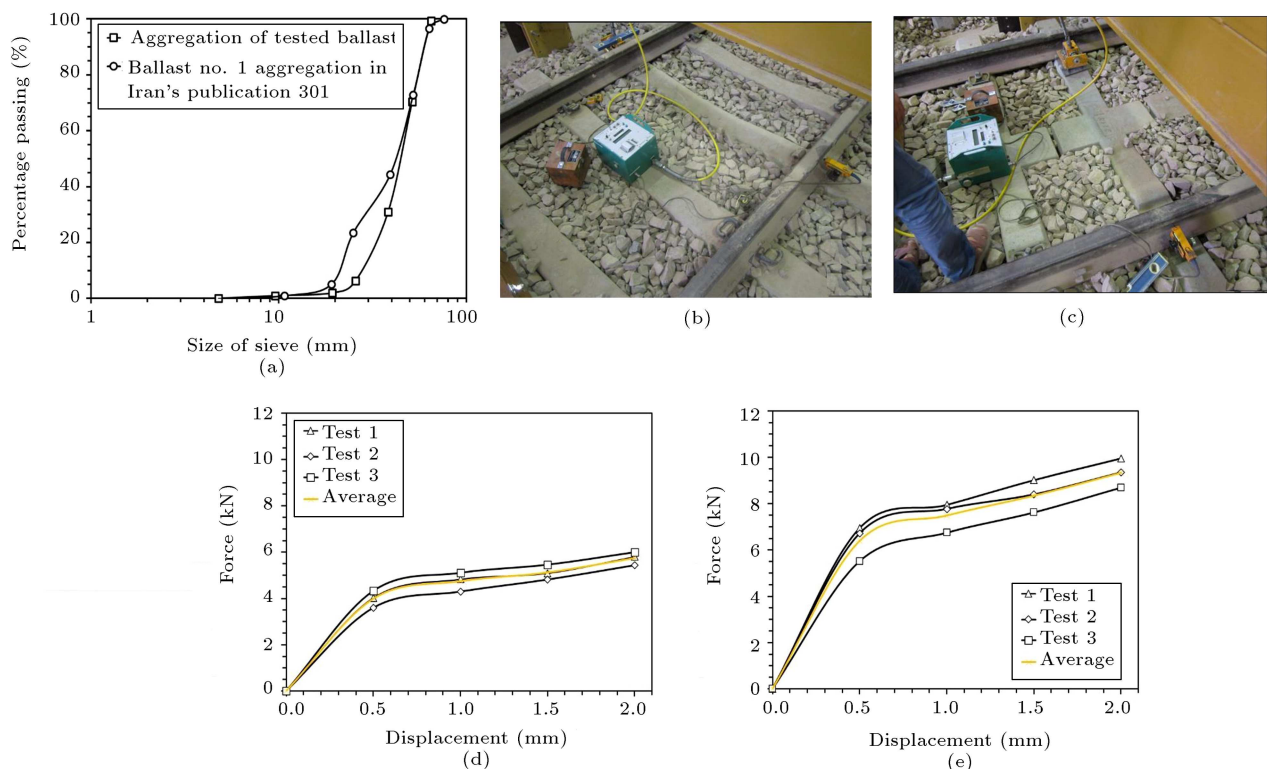 100
80
60
40
20
0
Percentage passing (%)
Aggregation of tested ballast
Ballast no. 1 aggregation in
Iran's publication 301
1
10
100
Size of sieve (mm)
(a)
(b)
(c)
12
10
8
6
4
2
0
Force (kN)
Test 1
Test 2
Test 3
Average
0.0
0.5
1.0
1.5
2.0
Displacement (mm)
(d)
12
10
8
6
4
2
0
Force (kN)
Test 1
Test 2
Test 3
Average
0.0
0.5
1.0
1.5
2.0
Displacement (mm)
(e)